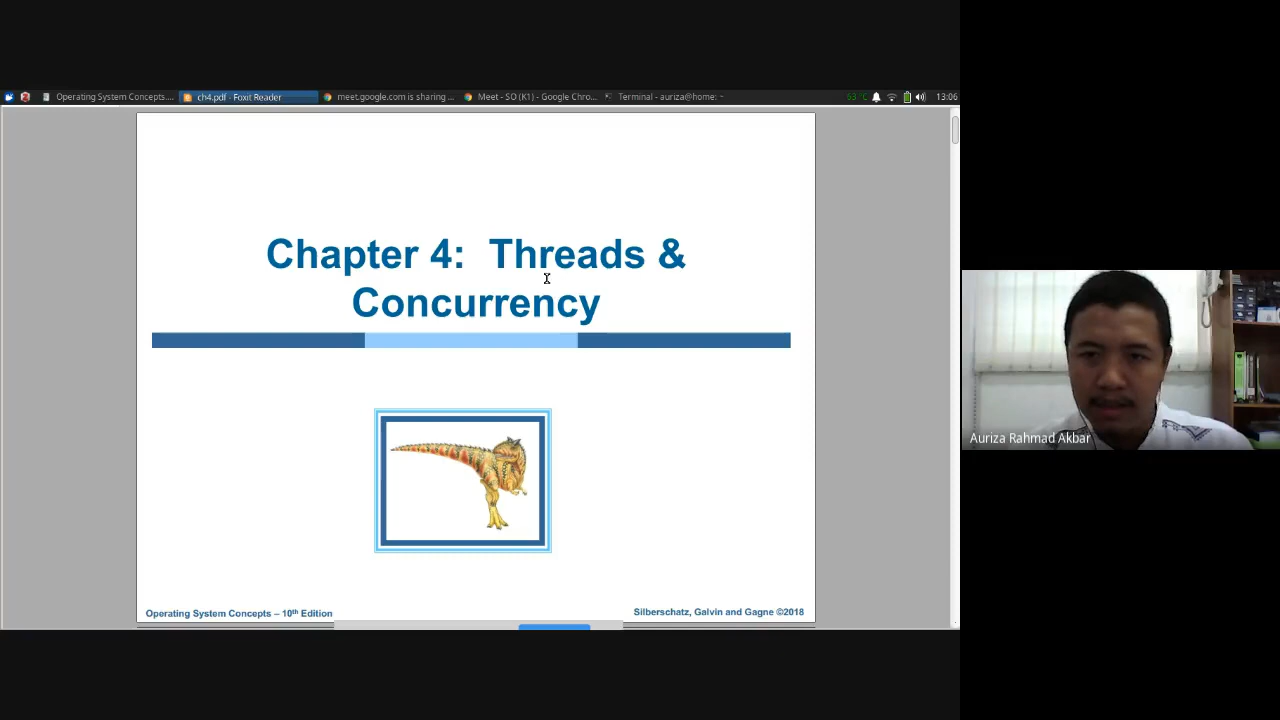 Operating System Concepts....
ch4.pdf - Foxit Reader
meet.google.com is sharing ...
Meet - SO (K1) - Google Chro...
Terminal - auriza@home: ~
63°C
13:06
Chapter 4: Threads &
Concurrency
Operating System Concepts – 10th Edition
Silberschatz, Galvin and Gagne ©2018
Auriza Rahmad Akbar